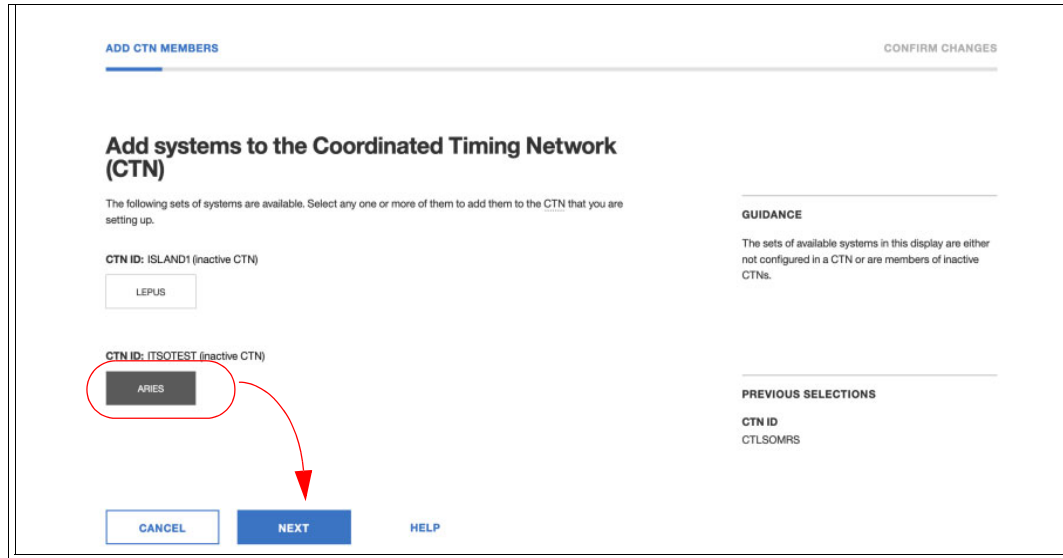 ADD CTN MEMBERS
CONFIRM CHANGES
Add systems to the Coordinated Timing Network
(CTN)
The following sets of systems are available. Select any one or more of them to add them to the CTN that you are
setting up.
CTN ID: ISLAND1 (inactive CTN)
LEPUS
CTN ID: ITSOTEST (inactive CTN)
ARIES
CANCEL
NEXT
HELP
GUIDANCE
The sets of available systems in this display are either
not configured in a CTN or are members of inactive
CTNs.
PREVIOUS SELECTIONS
CTN ID
CTLSOMRS